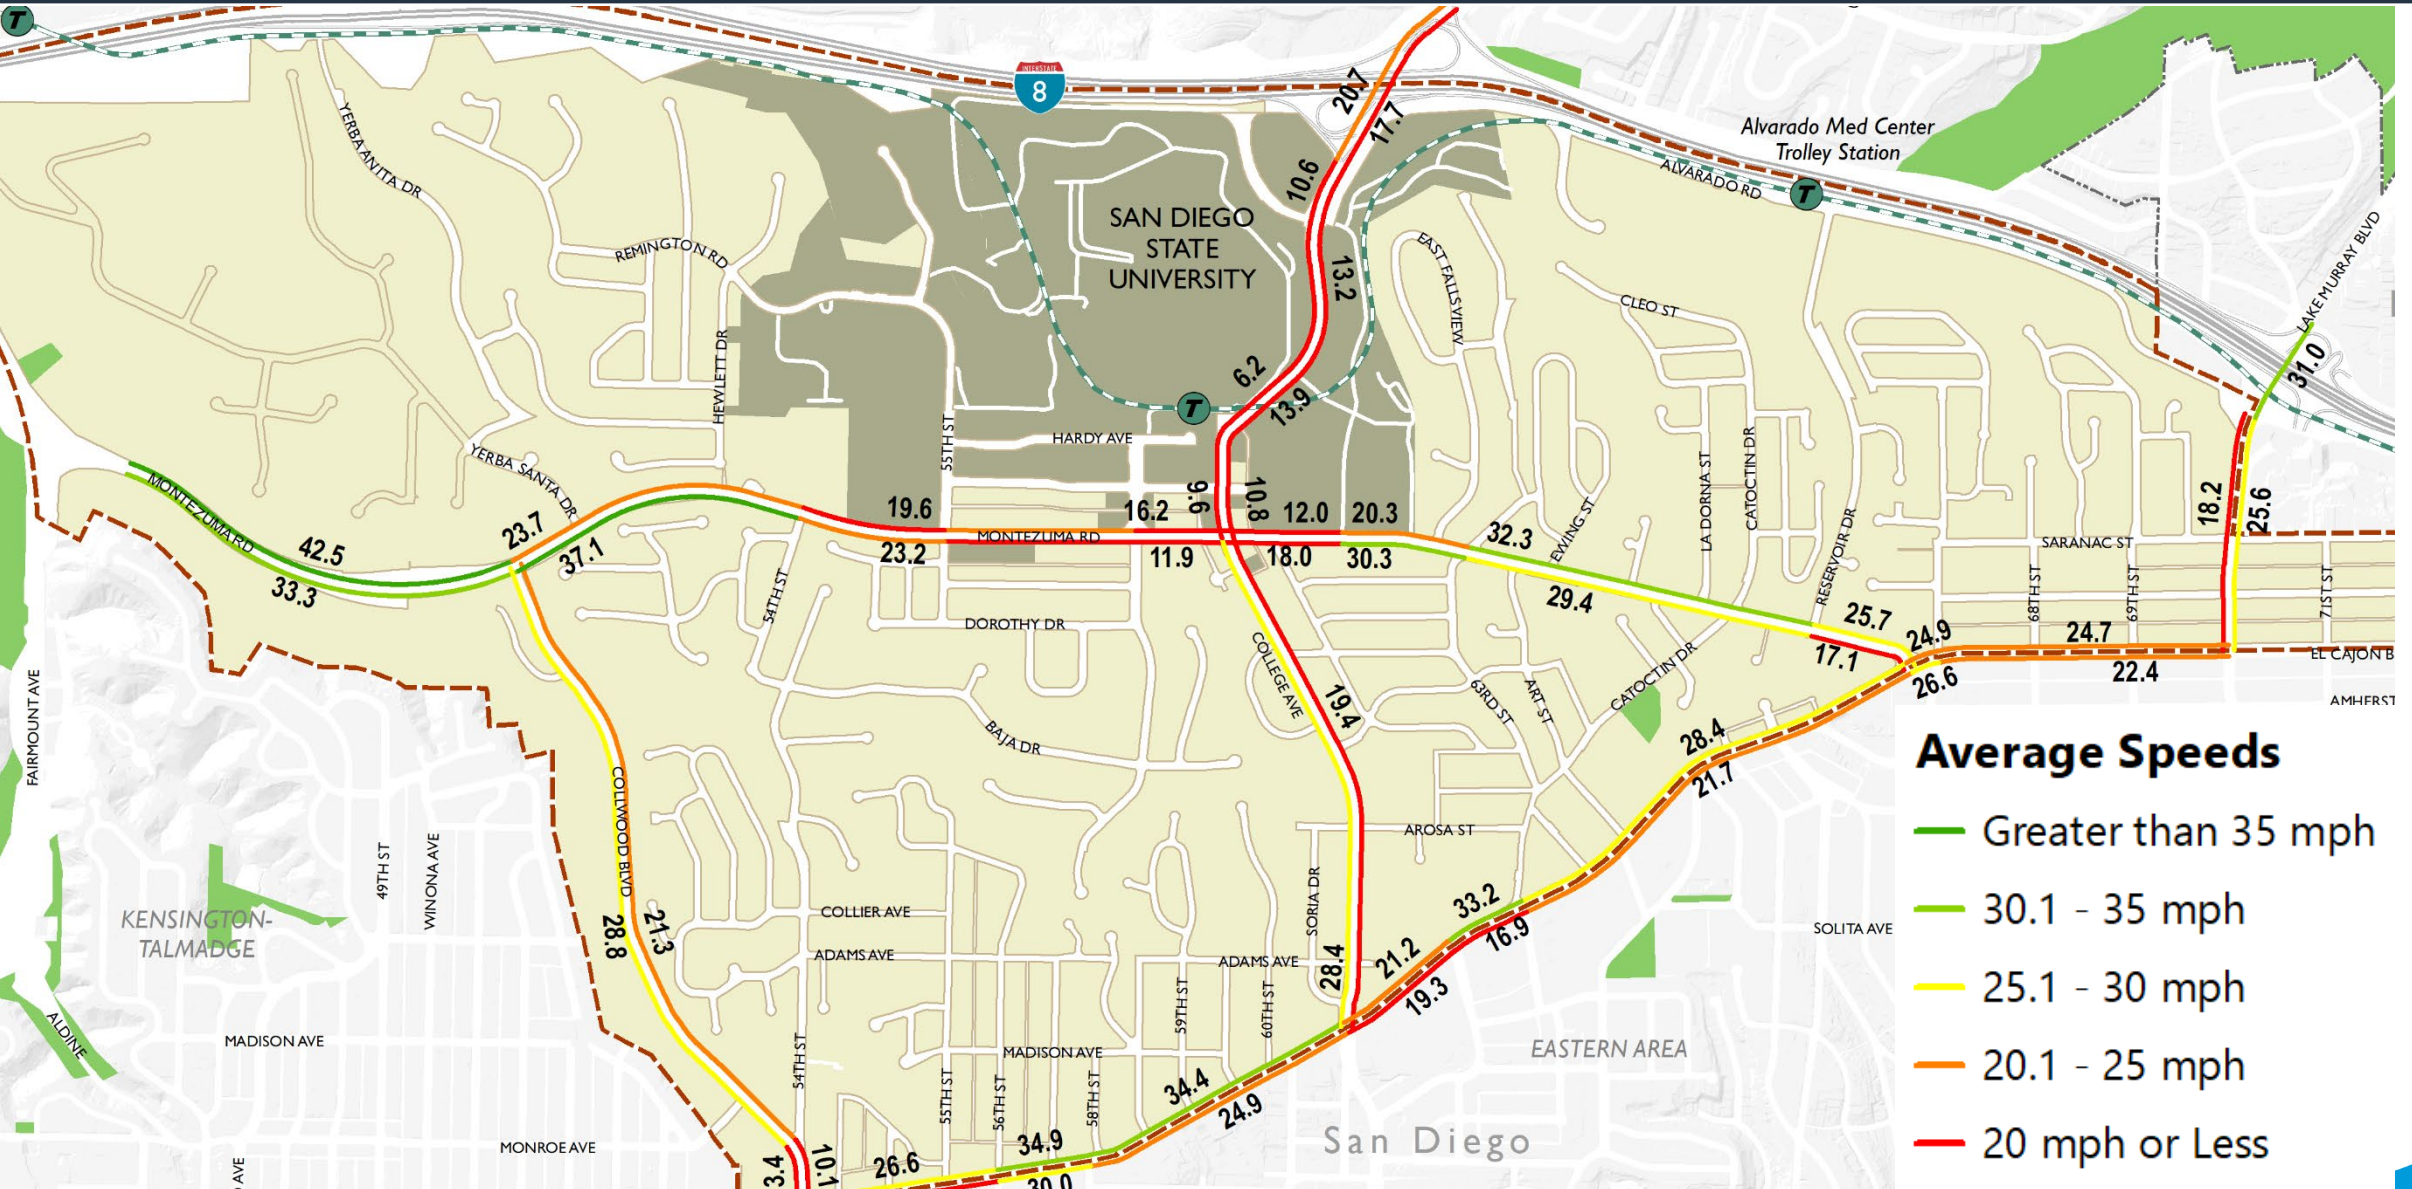 T
INTERSTATE
8
20.7
17.7
10.6
13.2
6.2
13.9
Alvarado Med Center
Trolley Station
T
ALVARADO RD
LAKE MURRAY BLVD
31.0
YERBA ANITA DR
SAN DIEGO
STATE
UNIVERSITY
REMINGTON RD
EAST FALLSVIEW
CLEO ST
HEWLETT DR
T
55TH ST
HARDY AVE
YERBA SANTA DR
MONTEZUMA RD
42.5
33.3
23.7
37.1
19.6
23.2
MONTEZUMA RD
16.2
11.9
9.6
10.8
12.0
18.0
20.3
30.3
32.3
29.4
EWING ST
LA DORNA ST
CATOCTIN DR
RESERVOIR DR
18.2
25.6
SARANAC ST
68TH ST
69TH ST
71ST ST
54TH ST
DOROTHY DR
COLLEGE AVE
19.4
25.7
17.1
24.9
26.6
24.7
22.4
EL CAJON B
AMHERST
CATOCTIN DR
63RD ST
ART ST
BAJA DR
28.4
21.7
FAIRMOUNT AVE
COLLWOOD BLVD
49TH ST
WINONA AVE
AROSA ST
KENSINGTON-
TALMADGE
28.8
21.3
COLLIER AVE
ADAMS AVE
SORIA DR
ADAMS AVE
28.4
33.2
16.9
21.2
19.3
SOLITA AVE
59TH ST
60TH ST
ALDINE
MADISON AVE
54TH ST
MADISON AVE
EASTERN AREA
55TH ST
56TH ST
58TH ST
34.4
24.9
MONROE AVE
San Diego
AVE
3.4
10.1
26.6
34.9
30.0
Average Speeds
Greater than 35 mph
30.1 - 35 mph
25.1 - 30 mph
20.1 - 25 mph
20 mph or Less